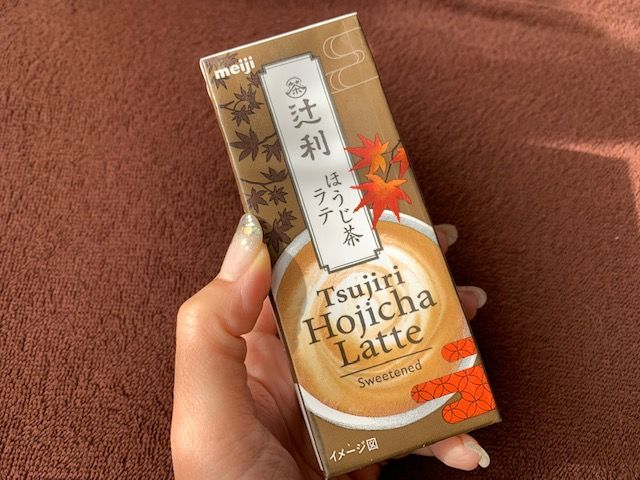 meiji
茶
辻利
ほうじ茶
ラテ
Tsujiri
Hojicha
Latte
Sweetened
イメージ図